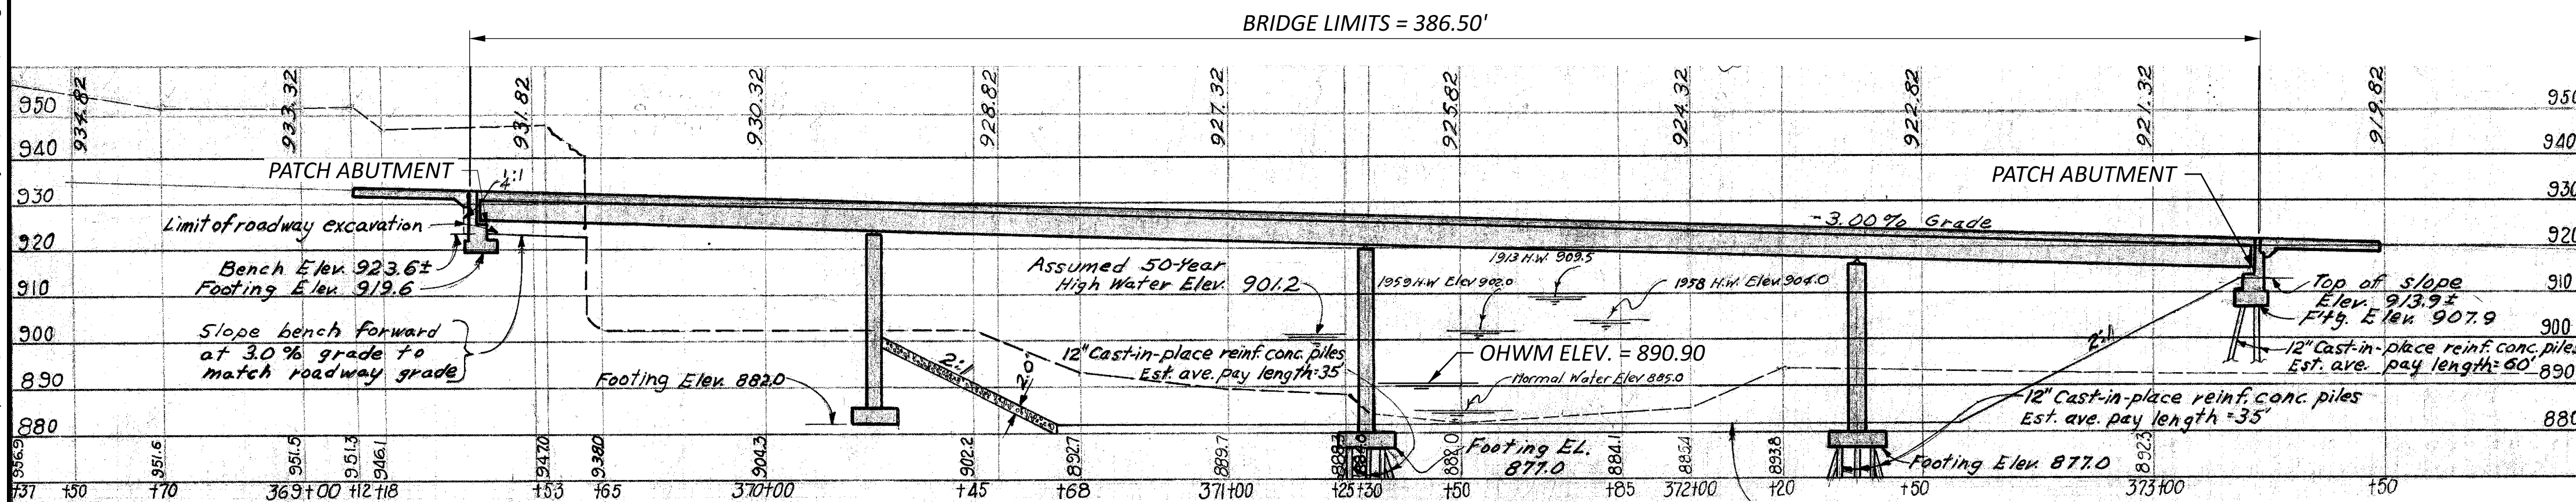 BRIDGE LIMITS = 386.50'
934.82 933.32 931.82 930.32 928.82 927.32 925.82 924.32 922.82 921.32 919.82
950
950
940
940
PATCH ABUTMENT
1/4:1
PATCH ABUTMENT
930
930
Limit of roadway excavation
-3.00% Grade
920
920
Bench Elev. 923.6±
Footing Elev. 919.6
Assumed 50-Year
High Water Elev. 901.2
1913 H.W. 909.5
1959 H.W Elev 902.0
1958 H.W. Elev. 904.0
Top of slope
Elev. 913.9±
Ftg. Elev. 907.9
910
910
Slope bench forward
at 3.0% grade to
match roadway grade
900
900
2:1
2.0'
2:1
12" Cast-in-place reinf. conc. piles
Est. ave. pay length=35'
OHWM ELEV. = 890.90
12" Cast-in-place reinf. conc. piles
Est. ave. pay length=60'
890
890
Footing Elev. 882.0
Normal Water Elev 885.0
12" Cast-in-place reinf. conc. piles
Est. ave. pay length=35'
880
880
Footing EL.
877.0
Footing Elev. 877.0
956.9 951.6 951.5 951.3 946.1 947.0 938.0 904.3 902.2 892.7 889.7 882.0 884.1 885.4 893.8 892.3
+37 +50 +70 369+00 +12 +18 +53 +65 370+00 +45 +68 371+00 +25 +30 +50 +85 372+00 +20 +50 373+00 +50